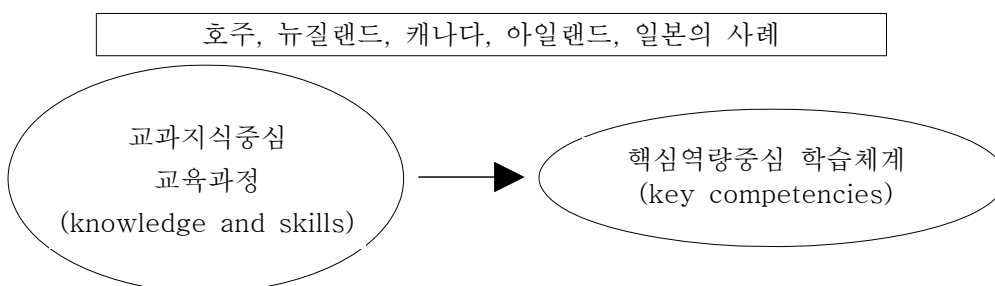 호주, 뉴질랜드, 캐나다, 아일랜드, 일본의 사례
교과지식중심
교육과정
(knowledge and skills)
핵심역량중심 학습체계
(key competencies)